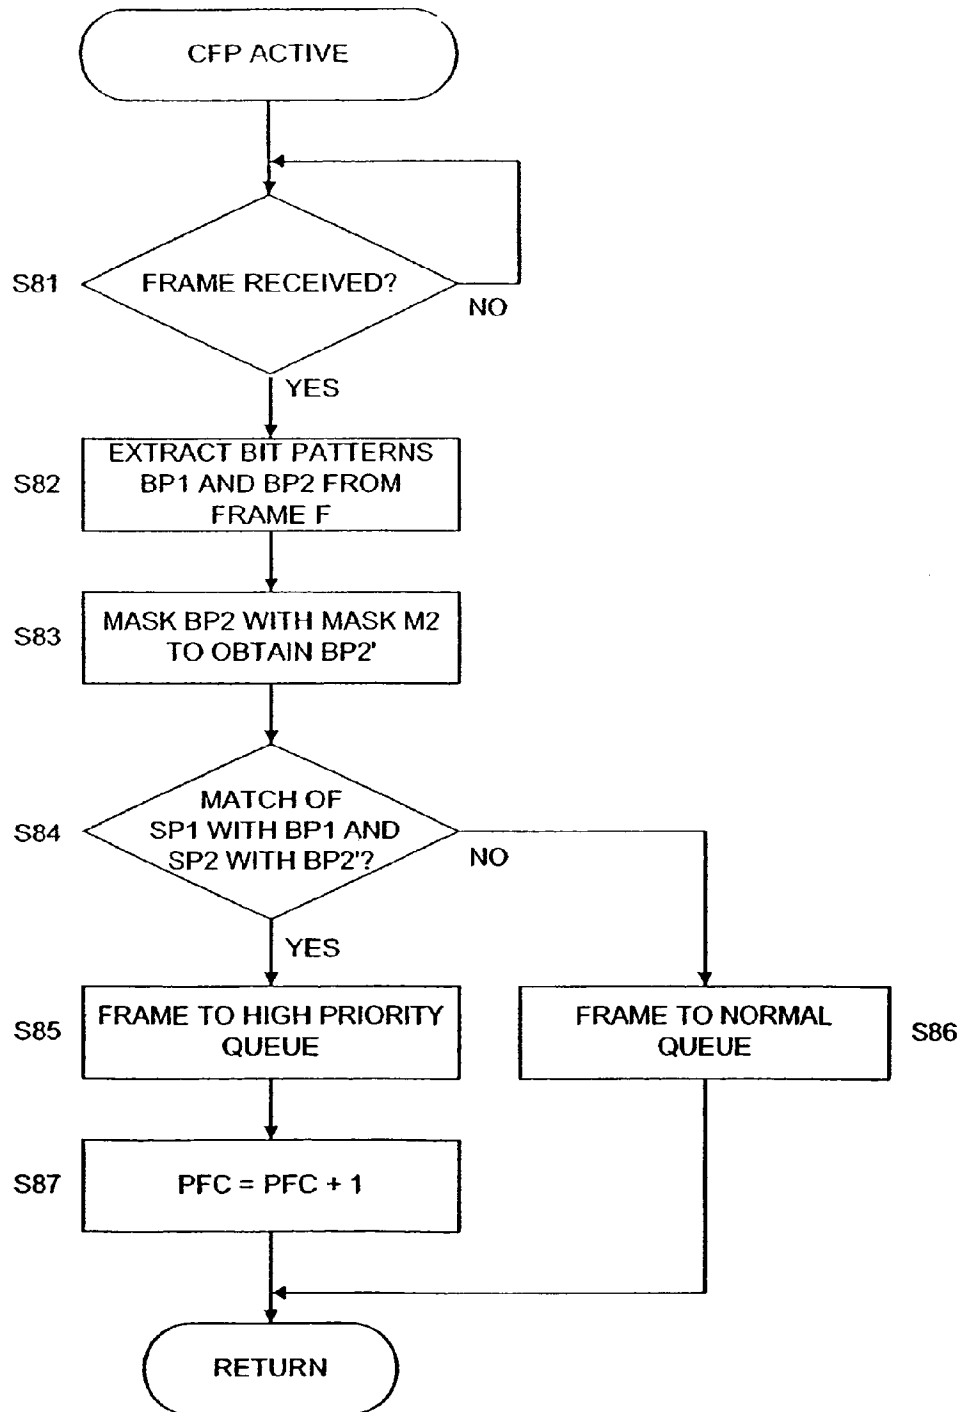 CFP ACTIVE
S81
FRAME RECEIVED?
NO
YES
S82
EXTRACT BIT PATTERNS
BP1 AND BP2 FROM
FRAME F
S83
MASK BP2 WITH MASK M2
TO OBTAIN BP2'
S84
MATCH OF
SP1 WITH BP1 AND
SP2 WITH BP2'?
NO
YES
S85
FRAME TO HIGH PRIORITY
QUEUE
FRAME TO NORMAL
QUEUE
S86
S87
PFC = PFC + 1
RETURN